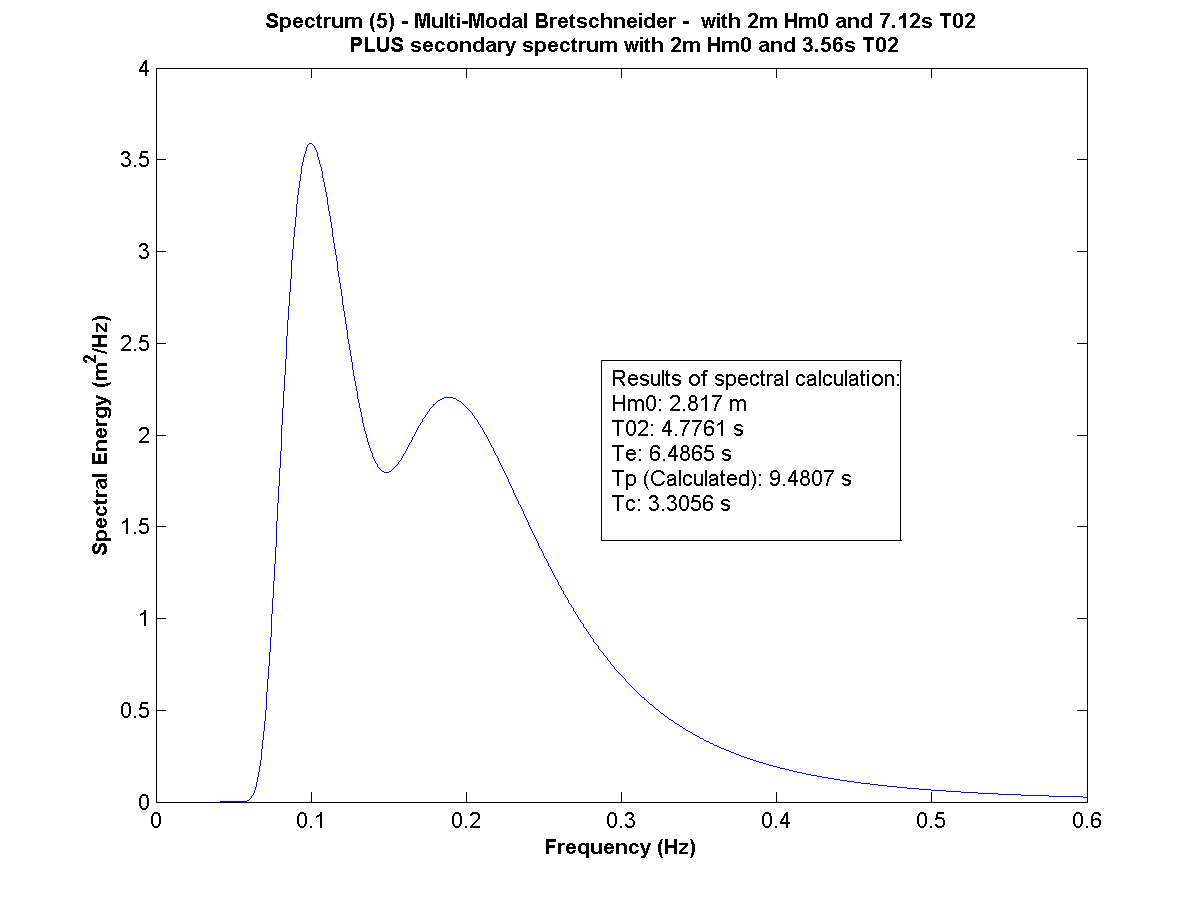 Spectrum (5) - Multi-Modal Bretschneider -  with 2m Hm0 and 7.12s T02
PLUS secondary spectrum with 2m Hm0 and 3.56s T02
4
3.5
3
2.5
2
1.5
1
0.5
0
Spectral Energy (m²/Hz)
Results of spectral calculation:
Hm0: 2.817 m
T02: 4.7761 s
Te: 6.4865 s
Tp (Calculated): 9.4807 s
Tc: 3.3056 s
0 0.1 0.2 0.3 0.4 0.5 0.6
Frequency (Hz)